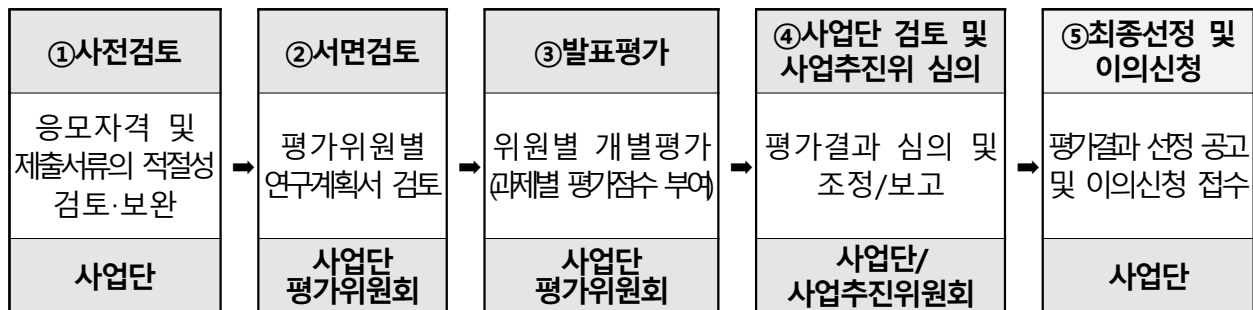 ①사전검토
응모자격 및
제출서류의 적절성
검토·보완
사업단
➡
②서면검토
평가위원별
연구계획서 검토
사업단
평가위원회
➡
③발표평가
위원별 개별평가
(과제별 평가점수 부여)
사업단
평가위원회
➡
④사업단 검토 및
사업추진위 심의
평가결과 심의 및
조정/보고
사업단/
사업추진위원회
➡
⑤최종선정 및
이의신청
평가결과 선정 공고
및 이의신청 접수
사업단